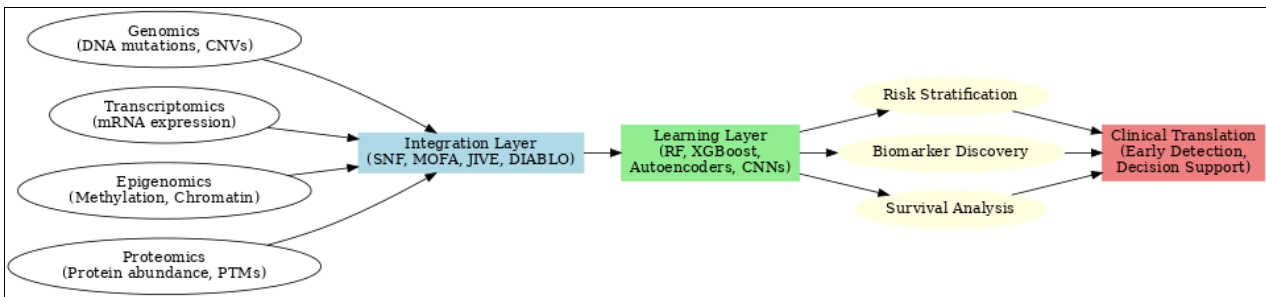 Genomics
(DNA mutations, CNVs)
Transcriptomics
(mRNA expression)
Epigenomics
(Methylation, Chromatin)
Proteomics
(Protein abundance, PTMs)
Integration Layer
(SNF, MOFA, JIVE, DIABLO)
Learning Layer
(RF, XGBoost,
Autoencoders, CNNs)
Risk Stratification
Biomarker Discovery
Survival Analysis
Clinical Translation
(Early Detection,
Decision Support)